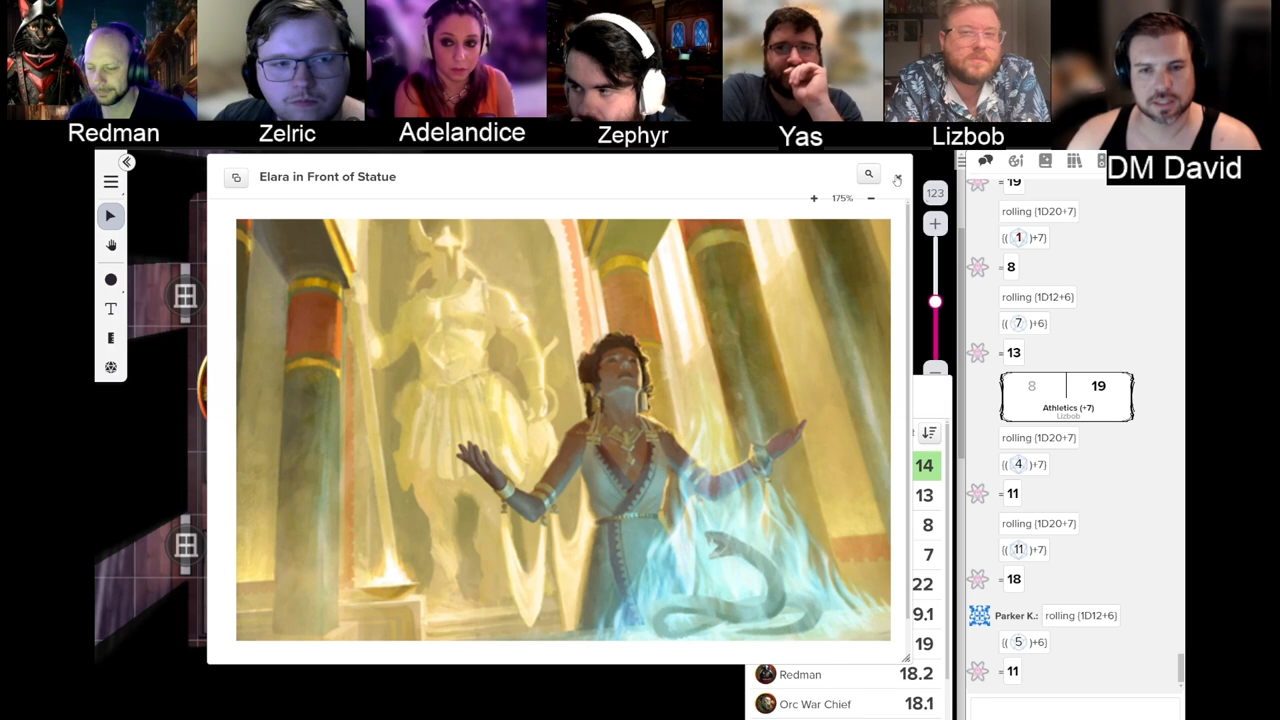 Redman
Zelric
Adelandice
Zephyr
Yas
Lizbob
DM David
Elara in Front of Statue
+ 175% −
T
123
14
13
8
7
22
9.1
19
Redman 18.2
Orc War Chief 18.1
= 19
rolling {1D20+7}
((1)+7)
= 8
rolling {1D12+6}
((7)+6)
= 13
8 19
Athletics (+7)
Lizbob
rolling {1D20+7}
((4)+7)
= 11
rolling {1D20+7}
((11)+7)
= 18
Parker K.: rolling {1D12+6}
((5)+6)
= 11